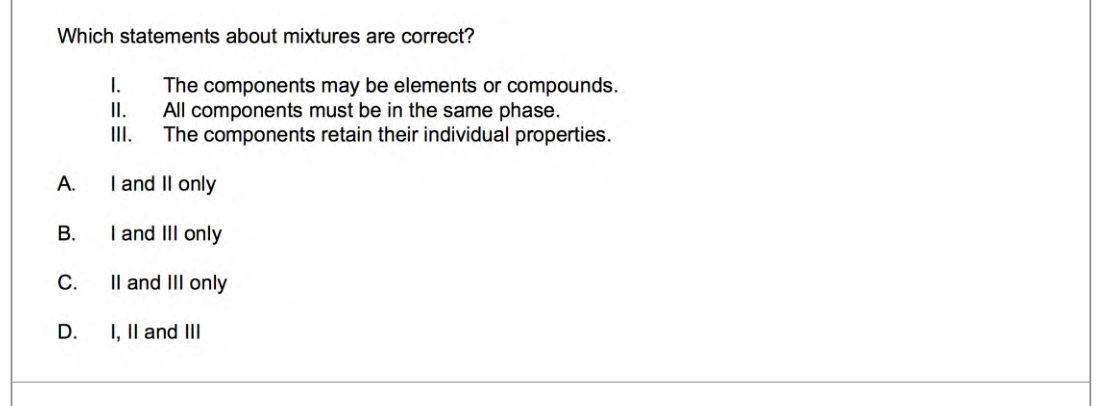 Which statements about mixtures are correct?
I. The components may be elements or compounds.
II. All components must be in the same phase.
III. The components retain their individual properties.
A. I and II only
B. I and III only
C. II and III only
D. I, II and III